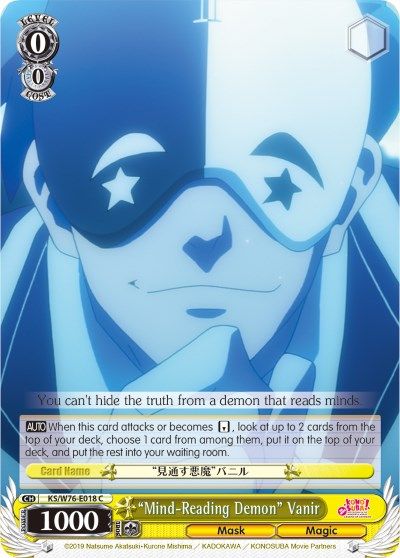 LEVEL
0
0
COST
You can't hide the truth from a demon that reads minds.
AUTO When this card attacks or becomes [ ], look at up to 2 cards from the
top of your deck, choose 1 card from among them, put it on the top of your
deck, and put the rest into your waiting room.
Card Name
“見通す悪魔”バニル
CH KS/W76-E018 C
1000
“Mind-Reading Demon” Vanir
Mask
Magic
©2019 Natsume Akatsuki・Kurone Mishima / KADOKAWA / KONOSUBA Movie Partners